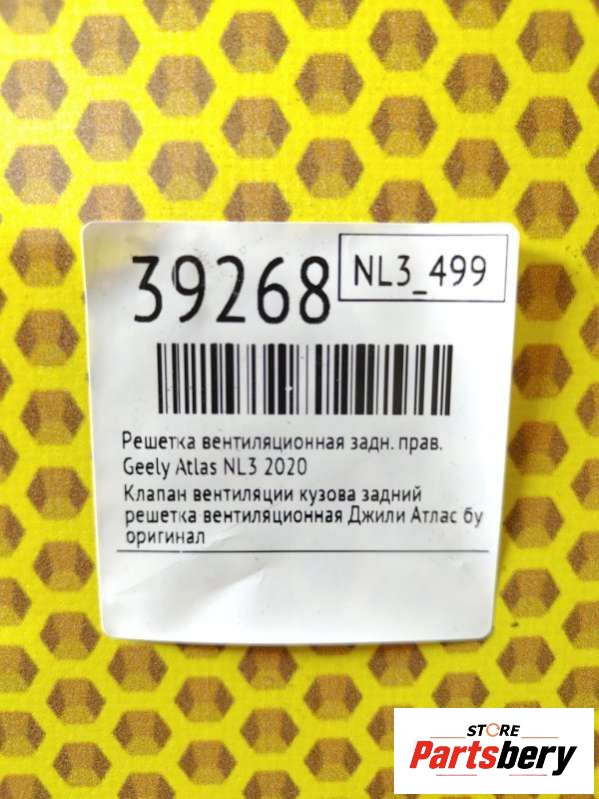 39268
NL3_499
Решетка вентиляционная задн. прав.
Geely Atlas NL3 2020
Клапан вентиляции кузова задний
решетка вентиляционная Джили Атлас бу
оригинал
STORE
Partsbery